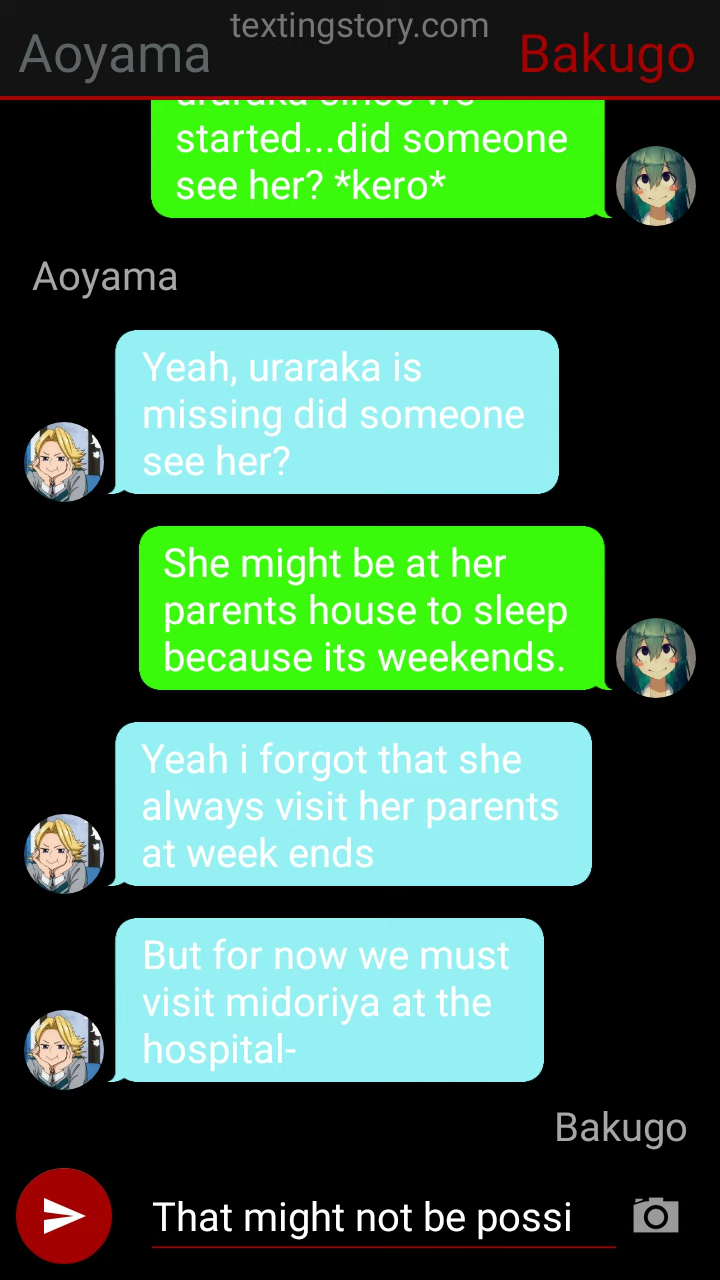 textingstory.com
Aoyama
Bakugo
uraraka since we
started...did someone
see her? *kero*
Aoyama
Yeah, uraraka is
missing did someone
see her?
She might be at her
parents house to sleep
because its weekends.
Yeah i forgot that she
always visit her parents
at week ends
But for now we must
visit midoriya at the
hospital-
Bakugo
That might not be possi